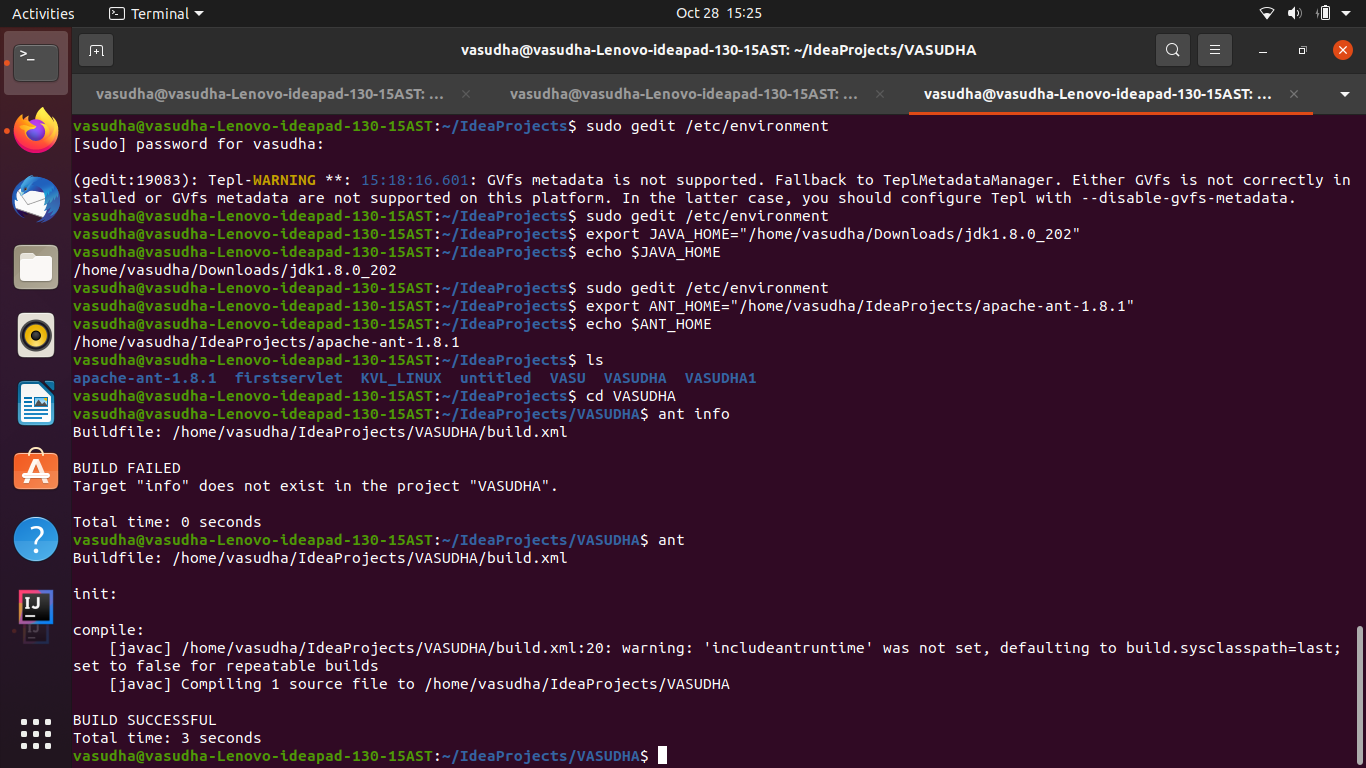 Activities
Terminal
Oct 28 15:25
vasudha@vasudha-Lenovo-ideapad-130-15AST: ~/IdeaProjects/VASUDHA
vasudha@vasudha-Lenovo-ideapad-130-15AST: ...
vasudha@vasudha-Lenovo-ideapad-130-15AST: ...
vasudha@vasudha-Lenovo-ideapad-130-15AST: ...
vasudha@vasudha-Lenovo-ideapad-130-15AST:~/IdeaProjects$ sudo gedit /etc/environment
[sudo] password for vasudha:
(gedit:19083): Tepl-WARNING **: 15:18:16.601: GVfs metadata is not supported. Fallback to TeplMetadataManager. Either GVfs is not correctly in
stalled or GVfs metadata are not supported on this platform. In the latter case, you should configure Tepl with --disable-gvfs-metadata.
vasudha@vasudha-Lenovo-ideapad-130-15AST:~/IdeaProjects$ sudo gedit /etc/environment
vasudha@vasudha-Lenovo-ideapad-130-15AST:~/IdeaProjects$ export JAVA_HOME="/home/vasudha/Downloads/jdk1.8.0_202"
vasudha@vasudha-Lenovo-ideapad-130-15AST:~/IdeaProjects$ echo $JAVA_HOME
/home/vasudha/Downloads/jdk1.8.0_202
vasudha@vasudha-Lenovo-ideapad-130-15AST:~/IdeaProjects$ sudo gedit /etc/environment
vasudha@vasudha-Lenovo-ideapad-130-15AST:~/IdeaProjects$ export ANT_HOME="/home/vasudha/IdeaProjects/apache-ant-1.8.1"
vasudha@vasudha-Lenovo-ideapad-130-15AST:~/IdeaProjects$ echo $ANT_HOME
/home/vasudha/IdeaProjects/apache-ant-1.8.1
vasudha@vasudha-Lenovo-ideapad-130-15AST:~/IdeaProjects$ ls
apache-ant-1.8.1 firstservlet KVL_LINUX untitled VASU VASUDHA VASUDHA1
vasudha@vasudha-Lenovo-ideapad-130-15AST:~/IdeaProjects$ cd VASUDHA
vasudha@vasudha-Lenovo-ideapad-130-15AST:~/IdeaProjects/VASUDHA$ ant info
Buildfile: /home/vasudha/IdeaProjects/VASUDHA/build.xml
BUILD FAILED
Target "info" does not exist in the project "VASUDHA".
Total time: 0 seconds
vasudha@vasudha-Lenovo-ideapad-130-15AST:~/IdeaProjects/VASUDHA$ ant
Buildfile: /home/vasudha/IdeaProjects/VASUDHA/build.xml
init:
compile:
[javac] /home/vasudha/IdeaProjects/VASUDHA/build.xml:20: warning: 'includeantruntime' was not set, defaulting to build.sysclasspath=last;
set to false for repeatable builds
[javac] Compiling 1 source file to /home/vasudha/IdeaProjects/VASUDHA
BUILD SUCCESSFUL
Total time: 3 seconds
vasudha@vasudha-Lenovo-ideapad-130-15AST:~/IdeaProjects/VASUDHA$